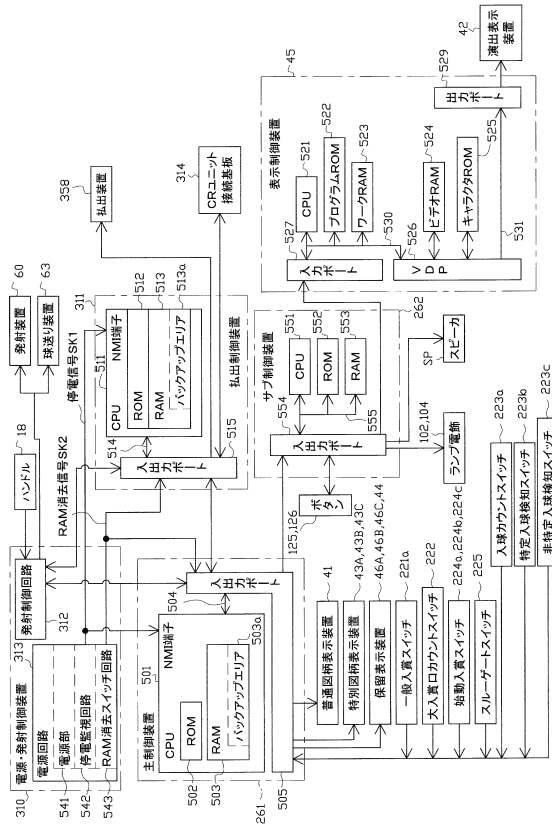 310
電源・発射制御装置
313
電源回路
541
電源部
542
停電監視回路
543
RAM消去スイッチ回路
発射制御回路
312
ハンドル
18
発射装置
60
球送り装置
63
停電信号SK1
RAM消去信号SK2
払出装置
358
CRユニット
接続基板
314
311
払出制御装置
511
NMI端子
CPU
ROM
512
RAM
513
バックアップエリア
513a
514
入出力ポート
515
261
主制御装置
501
NMI端子
CPU
ROM
502
RAM
503
バックアップエリア
503a
504
入出力ポート
505
262
サブ制御装置
CPU
551
ROM
552
RAM
553
554
入出力ポート
555
ボタン
125,126
ランプ電飾
102,104
スピーカ
SP
45
表示制御装置
527
入力ポート
CPU
521
プログラムROM
522
ワークRAM
523
530
526
VDP
ビデオRAM
524
キャラクタROM
525
531
出力ポート
529
演出表示
装置
42
普通図柄表示装置
41
特別図柄表示装置
43A,43B,43C
保留表示装置
46A,46B,46C,44
一般入賞スイッチ
221a
大入賞口カウントスイッチ
222
始動入賞スイッチ
224a,224b,224c
スルーゲートスイッチ
225
入球カウントスイッチ
223a
特定入球検知スイッチ
223b
非特定入球検知スイッチ
223c